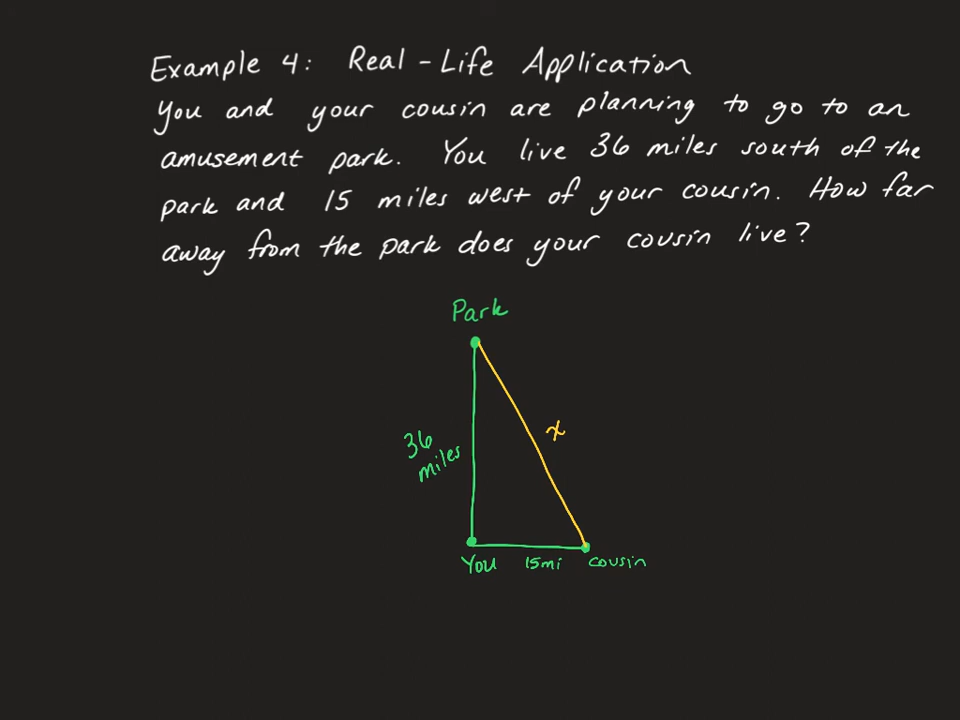 Example 4: Real-Life Application
You and your cousin are planning to go to an
amusement park. You live 36 miles south of the
park and 15 miles west of your cousin. How far
away from the park does your cousin live?
Park
36
miles
x
You 15mi cousin